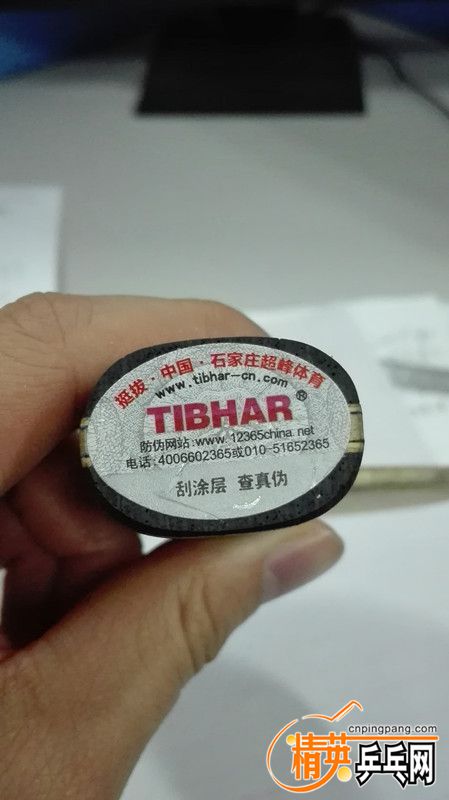 挺拔·中国·石家庄超峰体育
www.tibhar-cn.com
TIBHAR®
防伪网站:www.12365china.net
电话:4006602365或010-51652365
刮涂层 查真伪
cnpingpang.com
精英乒乓网